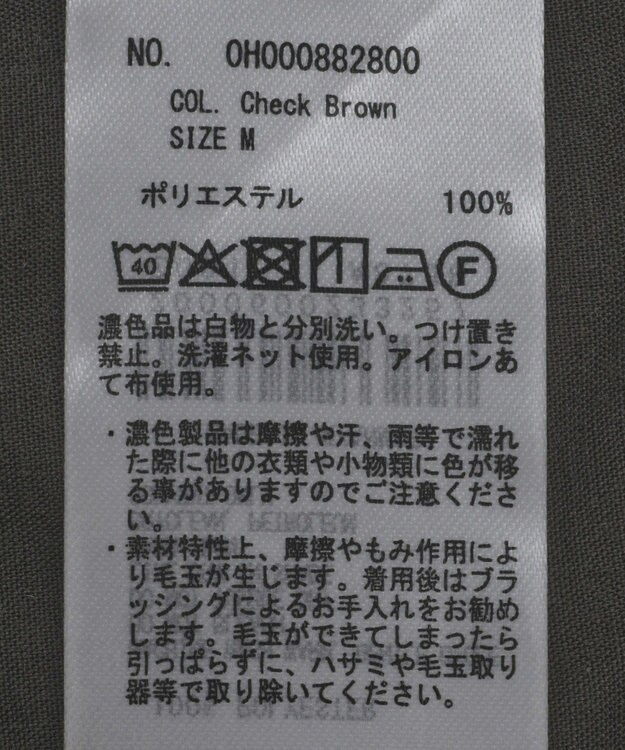 NO. 0H000882800
COL. Check Brown
SIZE M
ポリエステル 100%
40 F
濃色品は白物と分別洗い。つけ置き
禁止。洗濯ネット使用。アイロンあ
て布使用。
・濃色製品は摩擦や汗、雨等で濡れ
た際に他の衣類や小物類に色が移
る事がありますのでご注意くださ
い。
・素材特性上、摩擦やもみ作用によ
り毛玉が生じます。着用後はブラ
ッシングによるお手入れをお勧め
します。毛玉ができてしまったら
引っぱらずに、ハサミや毛玉取り
器等で取り除いてください。